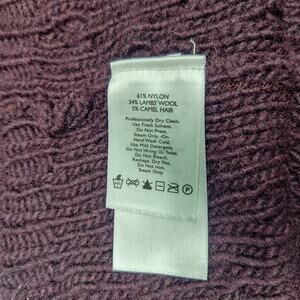 61% NYLON
34% LAMBS' WOOL
5% CAMEL HAIR
Professionally Dry Clean.
Use Fresh Solvent.
Do Not Press.
Steam Only. -Or-
Hand Wash Cold.
Use Mild Detergent.
Do Not Wring Or Twist.
Do Not Bleach.
Reshape. Dry Flat.
Do Not Iron.
Steam Only.
P